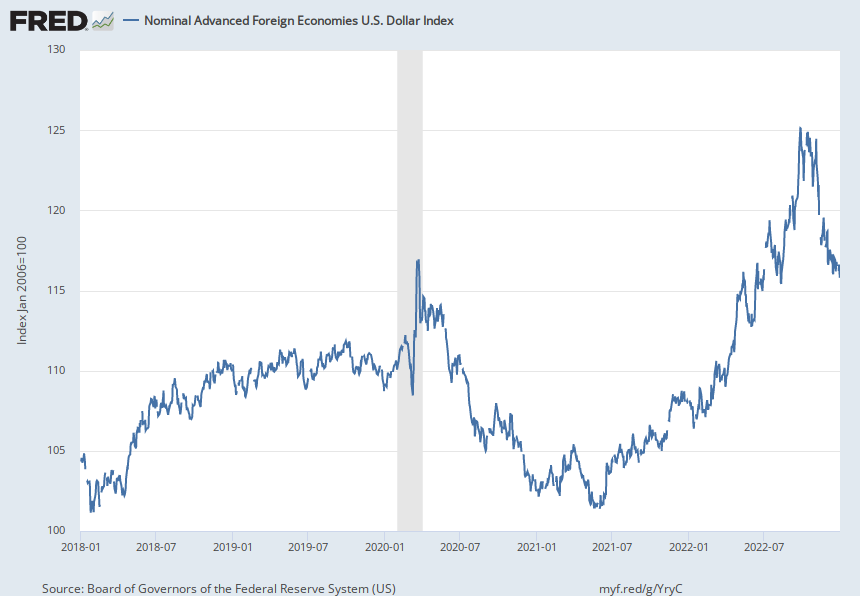 FRED
Nominal Advanced Foreign Economies U.S. Dollar Index
130
125
120
115
110
105
100
Index Jan 2006=100
2018-01 2018-07 2019-01 2019-07 2020-01 2020-07 2021-01 2021-07 2022-01 2022-07
Source: Board of Governors of the Federal Reserve System (US) myf.red/g/YryC